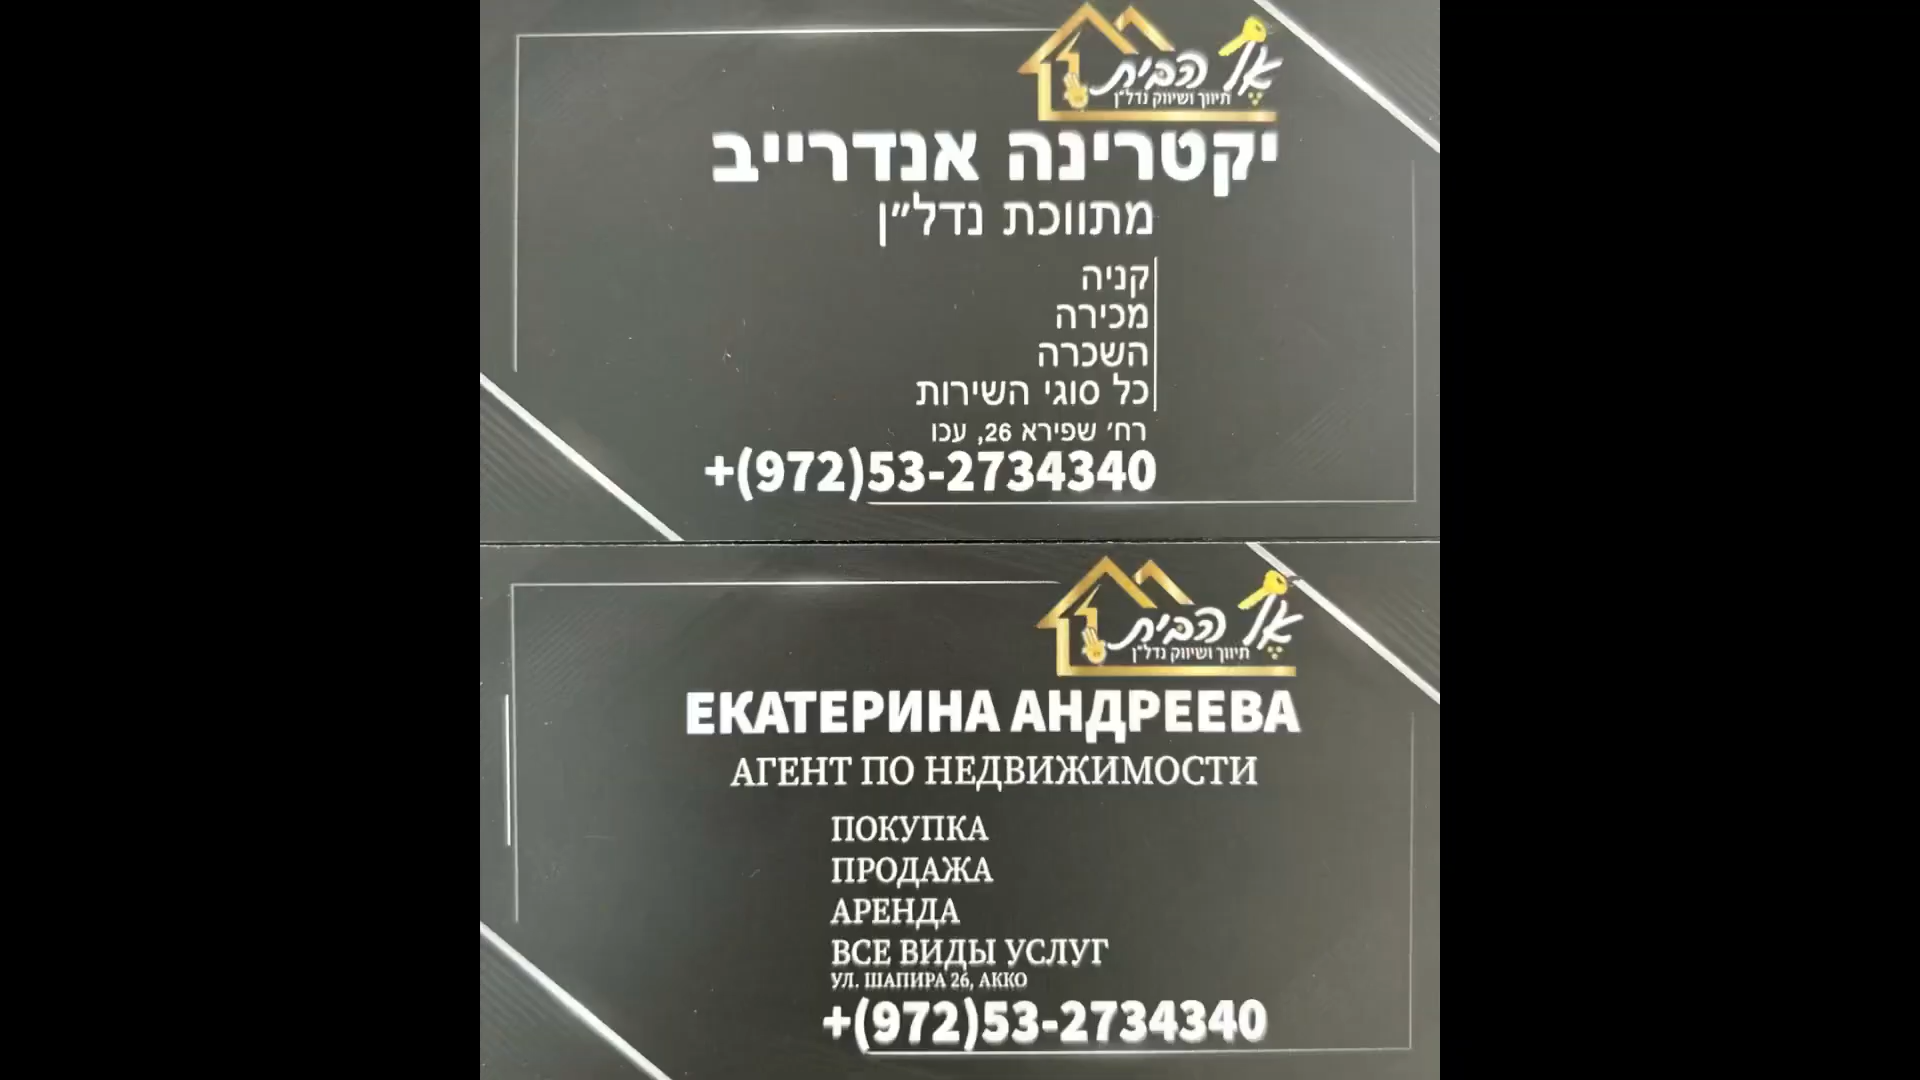 אל הבית
תיווך ושיווק נדל"ן
יקטרינה אנדרייב
מתווכת נדל"ן
קניה
מכירה
השכרה
כל סוגי השירות
רח' שפירא 26, עכו
+(972)53-2734340
אל הבית
תיווך ושיווק נדל"ן
ЕКАТЕРИНА АНДРЕЕВА
АГЕНТ ПО НЕДВИЖИМОСТИ
ПОКУПКА
ПРОДАЖА
АРЕНДА
ВСЕ ВИДЫ УСЛУГ
УЛ. ШАПИРА 26, АККО
+(972)53-2734340